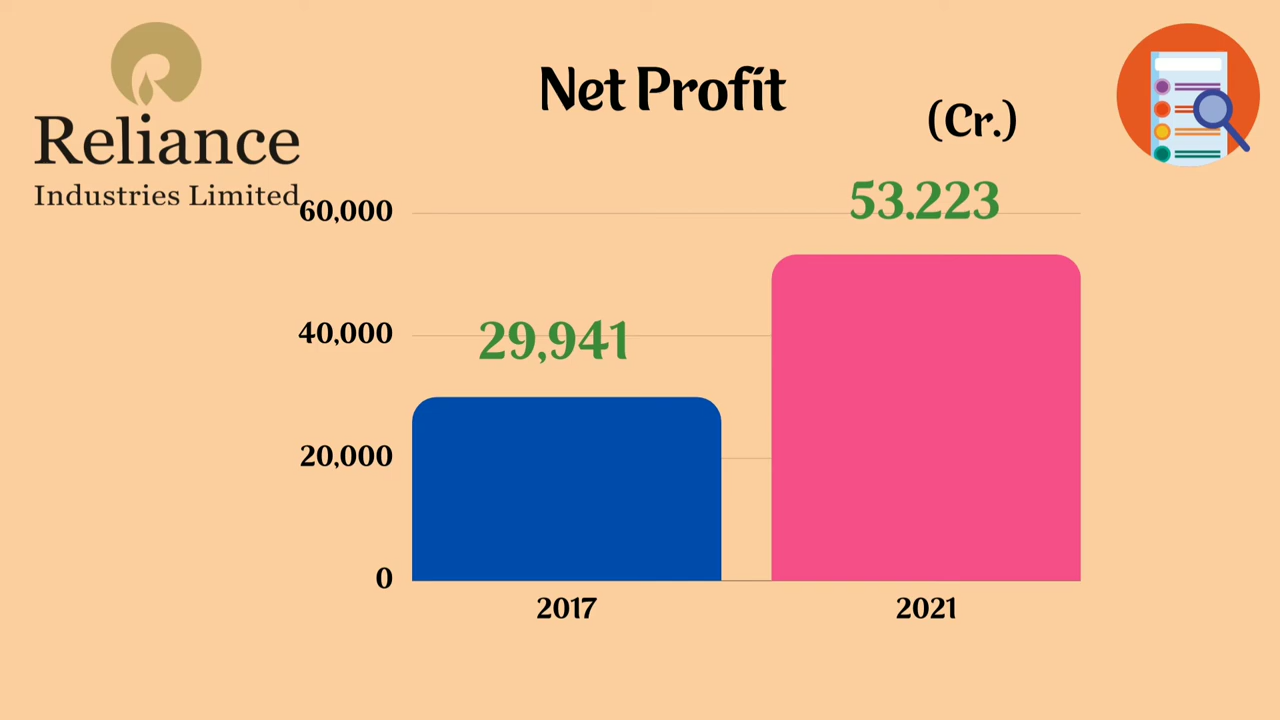 Reliance
Industries Limited
Net Profit
(Cr.)
60,000
53.223
40,000
29,941
20,000
0
2017
2021